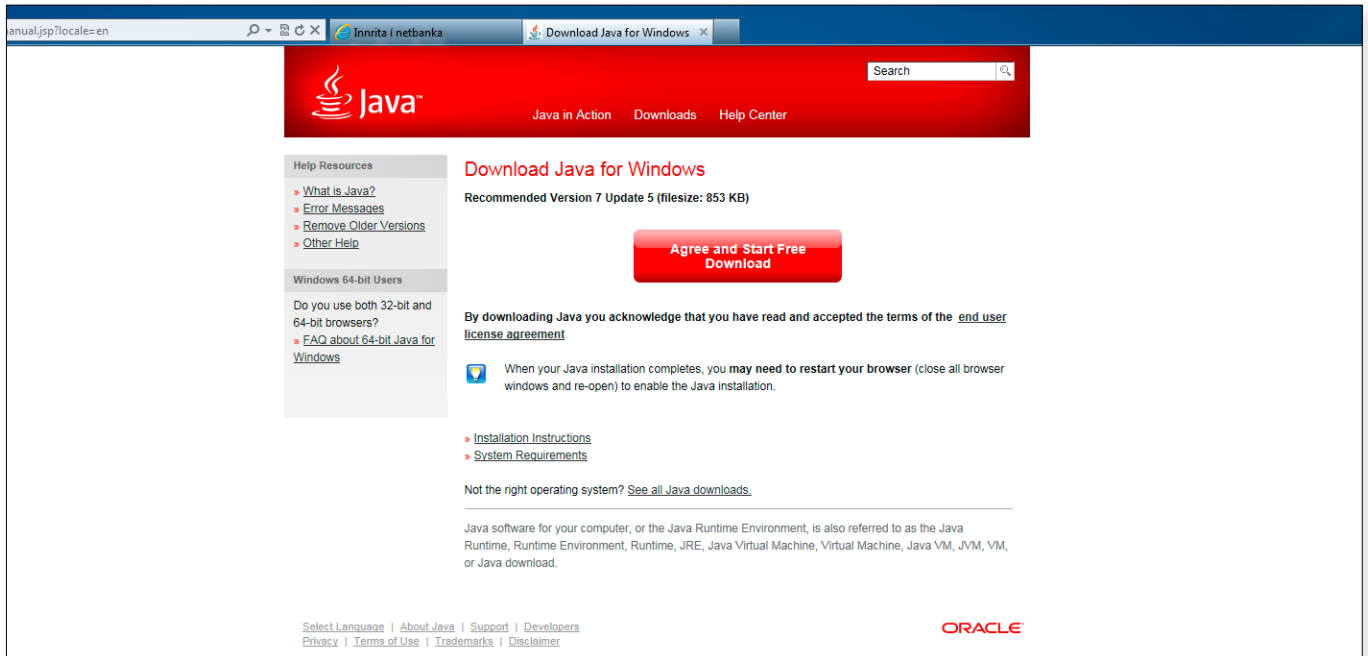 anual.jsp?locale=en
Innrita í netbanka
Download Java for Windows
Java™
Search
Java in Action Downloads Help Center
Help Resources
» What is Java?
» Error Messages
» Remove Older Versions
» Other Help
Windows 64-bit Users
Do you use both 32-bit and
64-bit browsers?
» FAQ about 64-bit Java for
Windows
Download Java for Windows
Recommended Version 7 Update 5 (filesize: 853 KB)
Agree and Start Free
Download
By downloading Java you acknowledge that you have read and accepted the terms of the end user
license agreement
When your Java installation completes, you may need to restart your browser (close all browser
windows and re-open) to enable the Java installation.
» Installation Instructions
» System Requirements
Not the right operating system? See all Java downloads.
Java software for your computer, or the Java Runtime Environment, is also referred to as the Java
Runtime, Runtime Environment, Runtime, JRE, Java Virtual Machine, Virtual Machine, Java VM, JVM, VM,
or Java download.
Select Language | About Java | Support | Developers
Privacy | Terms of Use | Trademarks | Disclaimer
ORACLE